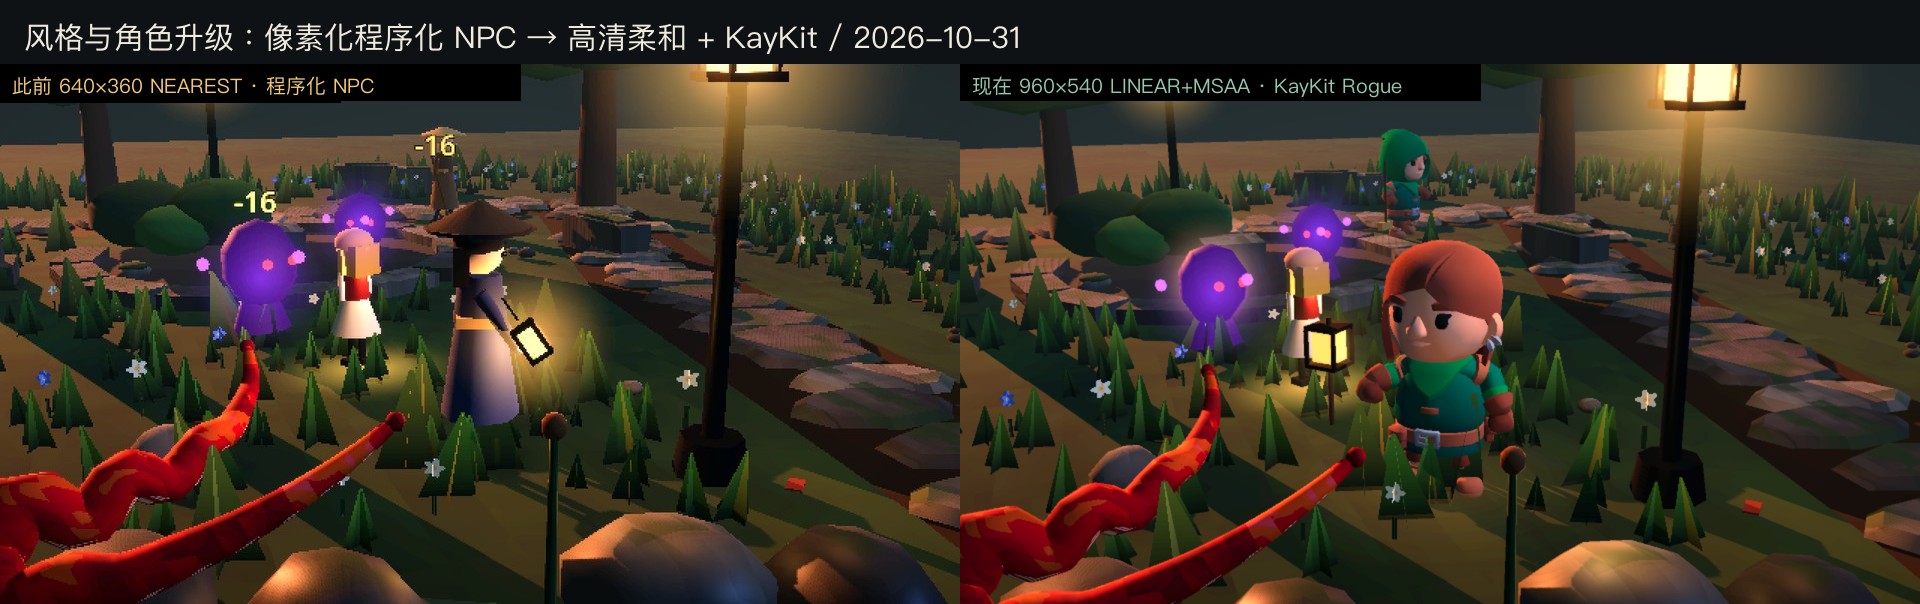 风格与角色升级：像素化程序化 NPC → 高清柔和 + KayKit / 2026-10-31
此前 640×360 NEAREST · 程序化 NPC
现在 960×540 LINEAR+MSAA · KayKit Rogue
-16
-16